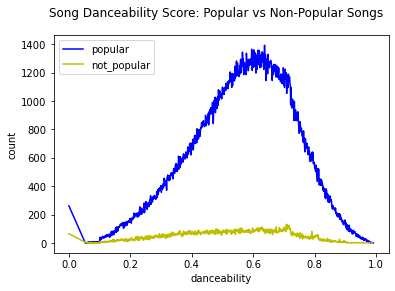 Song Danceability Score: Popular vs Non-Popular Songs
popular
not_popular
1400
1200
1000
800
600
400
200
0
count
0.0 0.2 0.4 0.6 0.8 1.0
danceability